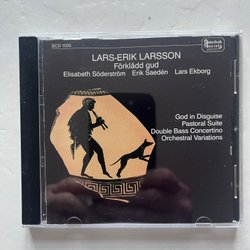 SCD 1020
Swedish
Society
LARS-ERIK LARSSON
Förklädd gud
Elisabeth Söderström Erik Saedén Lars Ekborg
God in Disguise
Pastoral Suite
Double Bass Concertino
Orchestral Variations